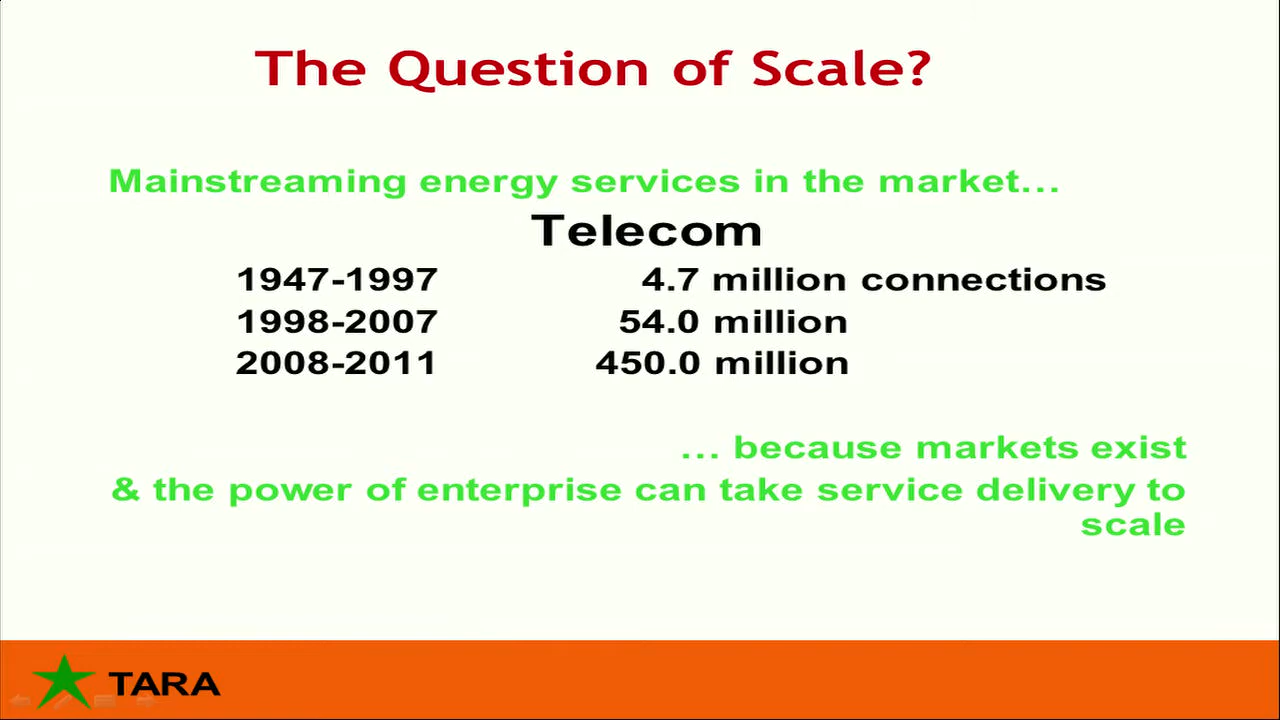 The Question of Scale?
Mainstreaming energy services in the market...
Telecom
1947-1997 4.7 million connections
1998-2007 54.0 million
2008-2011 450.0 million
... because markets exist
& the power of enterprise can take service delivery to
scale
TARA